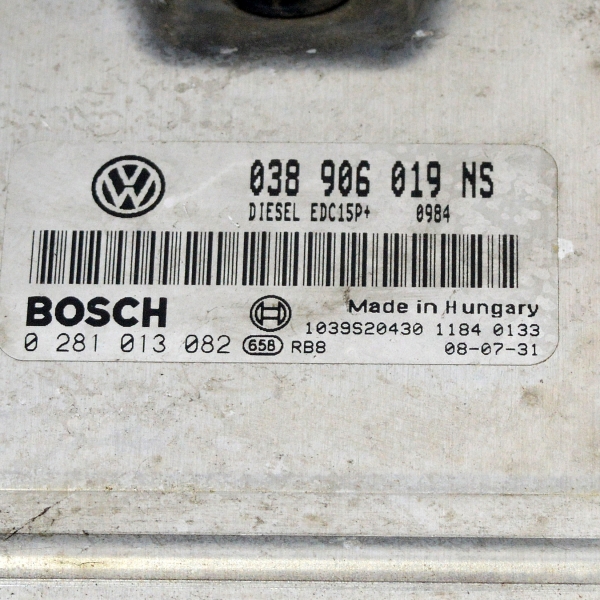 038 906 019 NS
DIESEL EDC15P+ 0984
BOSCH
Made in Hungary
1039S20430 1184 0133
0 281 013 082 658 RB8 08-07-31